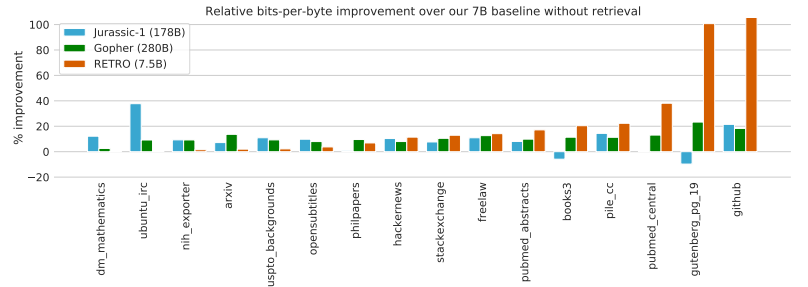 Relative bits-per-byte improvement over our 7B baseline without retrieval
% improvement
100
80
60
40
20
0
−20
Jurassic-1 (178B)
Gopher (280B)
RETRO (7.5B)
dm_mathematics
ubuntu_irc
nih_exporter
arxiv
uspto_backgrounds
opensubtitles
philpapers
hackernews
stackexchange
freelaw
pubmed_abstracts
books3
pile_cc
pubmed_central
gutenberg_pg_19
github